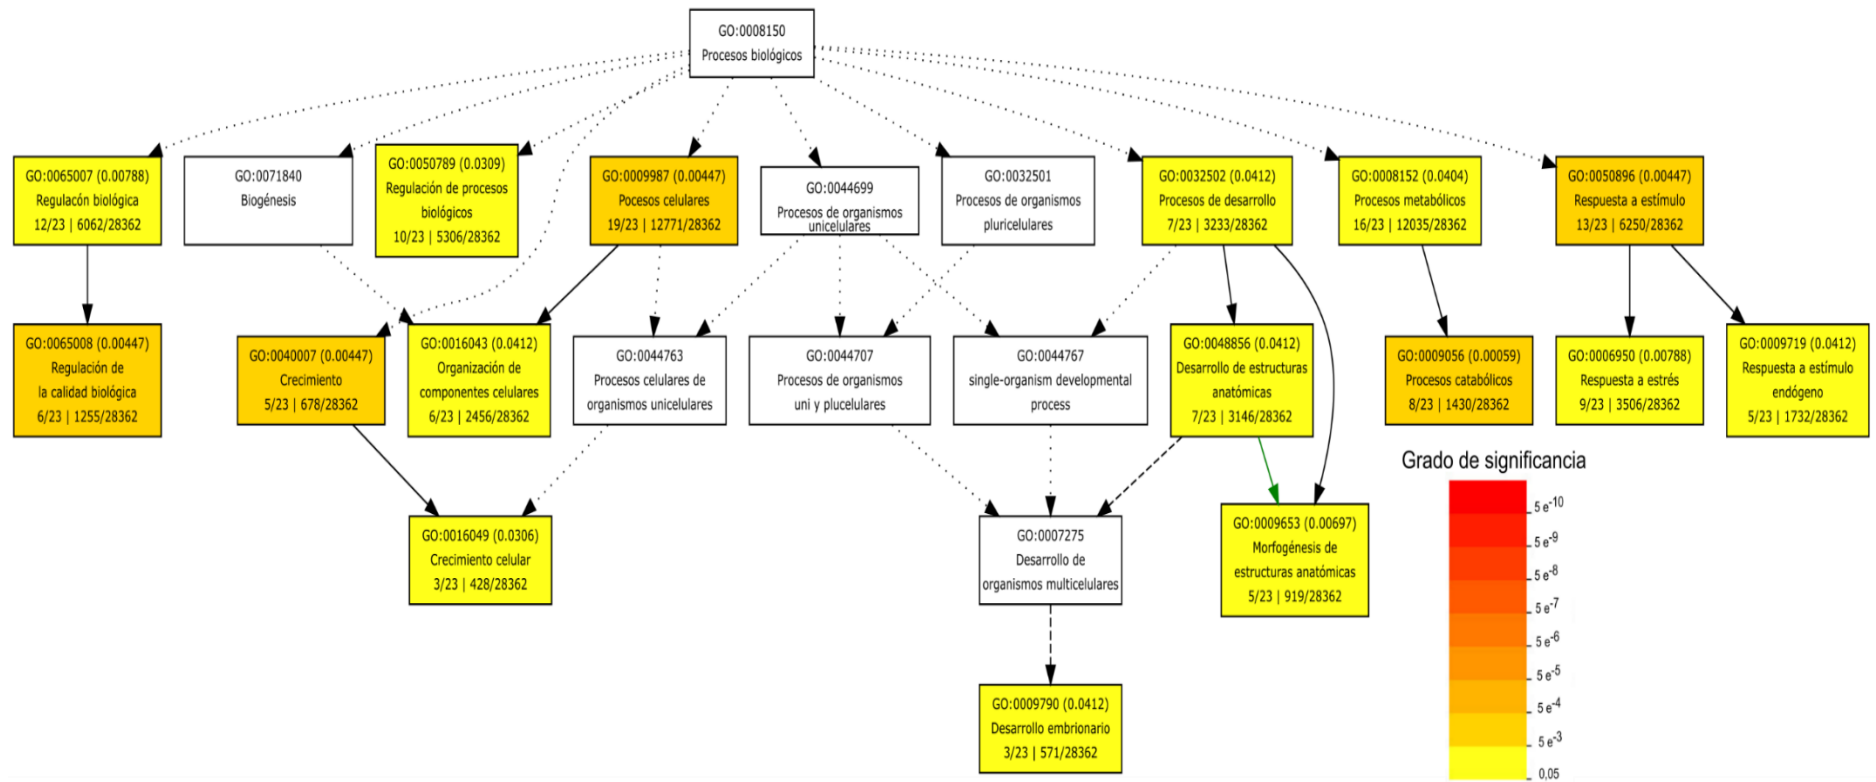 GO:0008150
Procesos biológicos
GO:0065007 (0.00788)
Regulacón biológica
12/23 | 6062/28362
GO:0071840
Biogénesis
GO:0050789 (0.0309)
Regulación de procesos
biológicos
10/23 | 5306/28362
GO:0009987 (0.00447)
Pocesos celulares
19/23 | 12771/28362
GO:0044699
Procesos de organismos
unicelulares
GO:0032501
Procesos de organismos
pluricelulares
GO:0032502 (0.0412)
Procesos de desarrollo
7/23 | 3233/28362
GO:0008152 (0.0404)
Procesos metabólicos
16/23 | 12035/28362
GO:0050896 (0.00447)
Respuesta a estímulo
13/23 | 6250/28362
GO:0065008 (0.00447)
Regulación de
la calidad biológica
6/23 | 1255/28362
GO:0040007 (0.00447)
Crecimiento
5/23 | 678/28362
GO:0016043 (0.0412)
Organización de
componentes celulares
6/23 | 2456/28362
GO:0044763
Procesos celulares de
organismos unicelulares
GO:0044707
Procesos de organismos
uni y plucelulares
GO:0044767
single-organism developmental
process
GO:0048856 (0.0412)
Desarrollo de estructuras
anatómicas
7/23 | 3146/28362
GO:0009056 (0.00059)
Procesos catabólicos
8/23 | 1430/28362
GO:0006950 (0.00788)
Respuesta a estrés
9/23 | 3506/28362
GO:0009719 (0.0412)
Respuesta a estímulo
endógeno
5/23 | 1732/28362
GO:0016049 (0.0306)
Crecimiento celular
3/23 | 428/28362
GO:0007275
Desarrollo de
organismos multicelulares
GO:0009653 (0.00697)
Morfogénesis de
estructuras anatómicas
5/23 | 919/28362
GO:0009790 (0.0412)
Desarrollo embrionario
3/23 | 571/28362
Grado de significancia
5 e-10
5 e-9
5 e-8
5 e-7
5 e-6
5 e-5
5 e-4
5 e-3
0,05